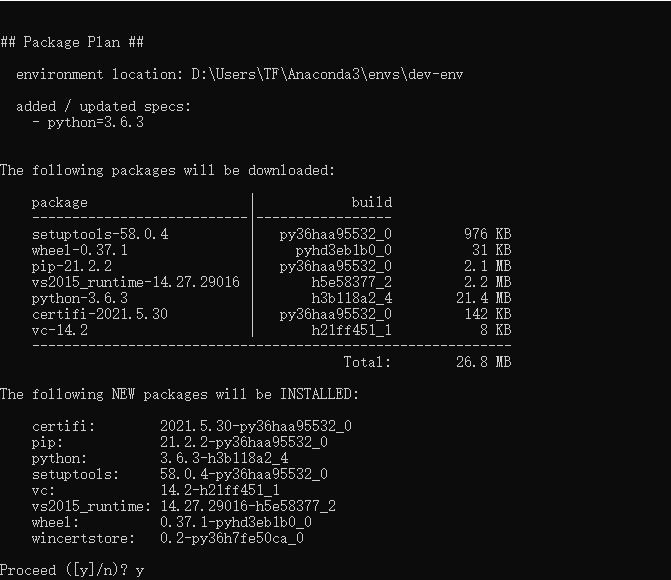 ## Package Plan ##
environment location: D:\Users\TF\Anaconda3\envs\dev-env
added / updated specs:
- python=3.6.3
The following packages will be downloaded:
package | build
---------------------------|-----------------
setuptools-58.0.4 | py36haa95532_0 976 KB
wheel-0.37.1 | pyhd3eb1b0_0 31 KB
pip-21.2.2 | py36haa95532_0 2.1 MB
vs2015_runtime-14.27.29016 | h5e58377_2 2.2 MB
python-3.6.3 | h3b118a2_4 21.4 MB
certifi-2021.5.30 | py36haa95532_0 142 KB
vc-14.2 | h21ff451_1 8 KB
------------------------------------------------------------
Total: 26.8 MB
The following NEW packages will be INSTALLED:
certifi: 2021.5.30-py36haa95532_0
pip: 21.2.2-py36haa95532_0
python: 3.6.3-h3b118a2_4
setuptools: 58.0.4-py36haa95532_0
vc: 14.2-h21ff451_1
vs2015_runtime: 14.27.29016-h5e58377_2
wheel: 0.37.1-pyhd3eb1b0_0
wincertstore: 0.2-py36h7fe50ca_0
Proceed ([y]/n)? y